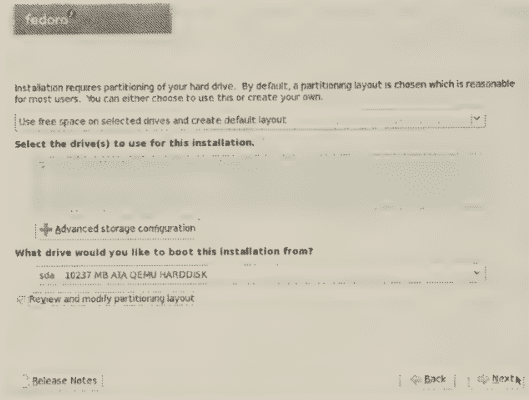 fedora
Installation requires partitioning of your hard drive. By default, a partitioning layout is chosen which is reasonable
for most users. You can either choose to use this or create your own.
Use free space on selected drives and create default layout
Select the drive(s) to use for this installation.
Advanced storage configuration
What drive would you like to boot this installation from?
sda 10237 MB ATA QEMU HARDDISK
Review and modify partitioning layout
Release Notes
Back
Next